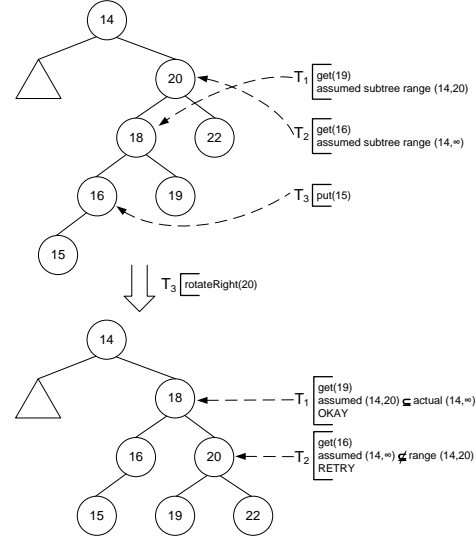 14
20
T1 get(19)
assumed subtree range (14,20)
18
22
T2 get(16)
assumed subtree range (14,∞)
16
19
T3 put(15)
15
T3 rotateRight(20)
14
18
T1 get(19)
assumed (14,20) ⊆ actual (14,∞)
OKAY
16
20
T2 get(16)
assumed (14,∞) ⊄ range (14,20)
RETRY
15
19
22